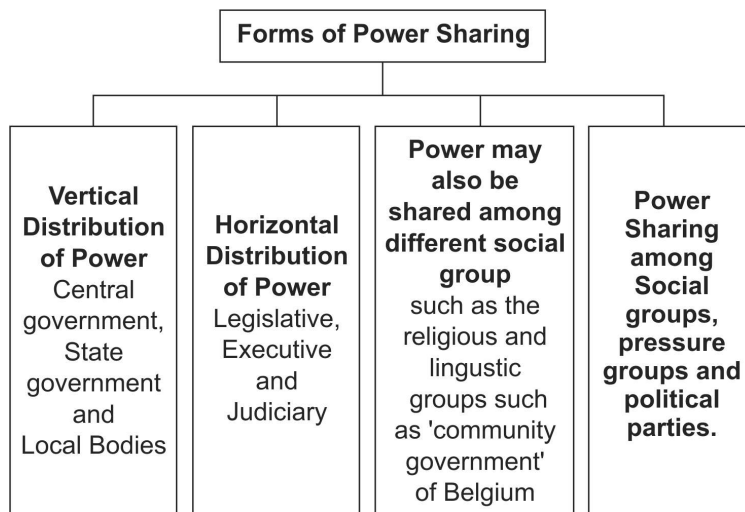 Forms of Power Sharing
Vertical
Distribution
of Power
Central
government,
State
government
and
Local Bodies
Horizontal
Distribution
of Power
Legislative,
Executive
and
Judiciary
Power may
also be
shared among
different social
group
such as the
religious and
lingustic
groups such
as 'community
government'
of Belgium
Power
Sharing
among
Social
groups,
pressure
groups and
political
parties.